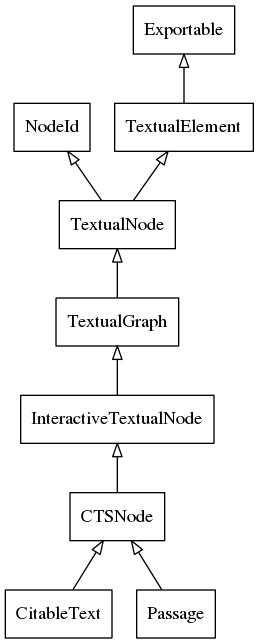 Exportable
NodeId
TextualElement
TextualNode
TextualGraph
InteractiveTextualNode
CTSNode
CitableText
Passage